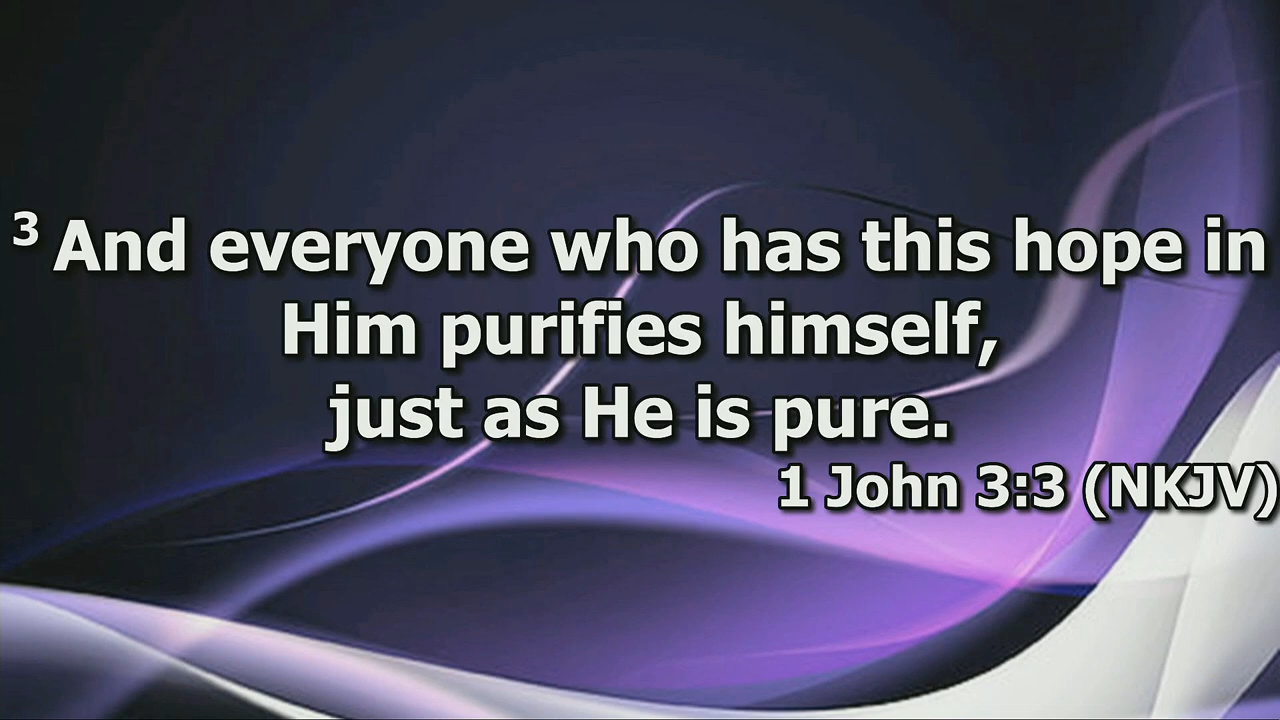 3 And everyone who has this hope in
Him purifies himself,
just as He is pure.
1 John 3:3 (NKJV)